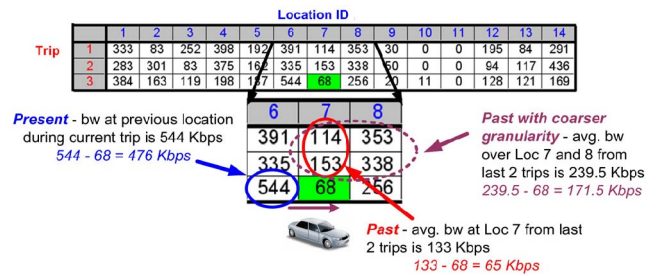 Location ID
1 2 3 4 5 6 7 8 9 10 11 12 13 14
Trip
1 333 83 252 398 192 391 114 353 30 0 0 195 84 291
2 283 301 83 375 162 335 153 338 50 0 0 94 117 436
3 384 163 119 198 137 544 68 256 20 11 0 128 121 169
Present - bw at previous location
during current trip is 544 Kbps
544 - 68 = 476 Kbps
6 7 8
391 114 353
335 153 338
544 68 256
Past with coarser
granularity - avg. bw
over Loc 7 and 8 from
last 2 trips is 239.5 Kbps
239.5 - 68 = 171.5 Kbps
Past - avg. bw at Loc 7 from last
2 trips is 133 Kbps
133 - 68 = 65 Kbps